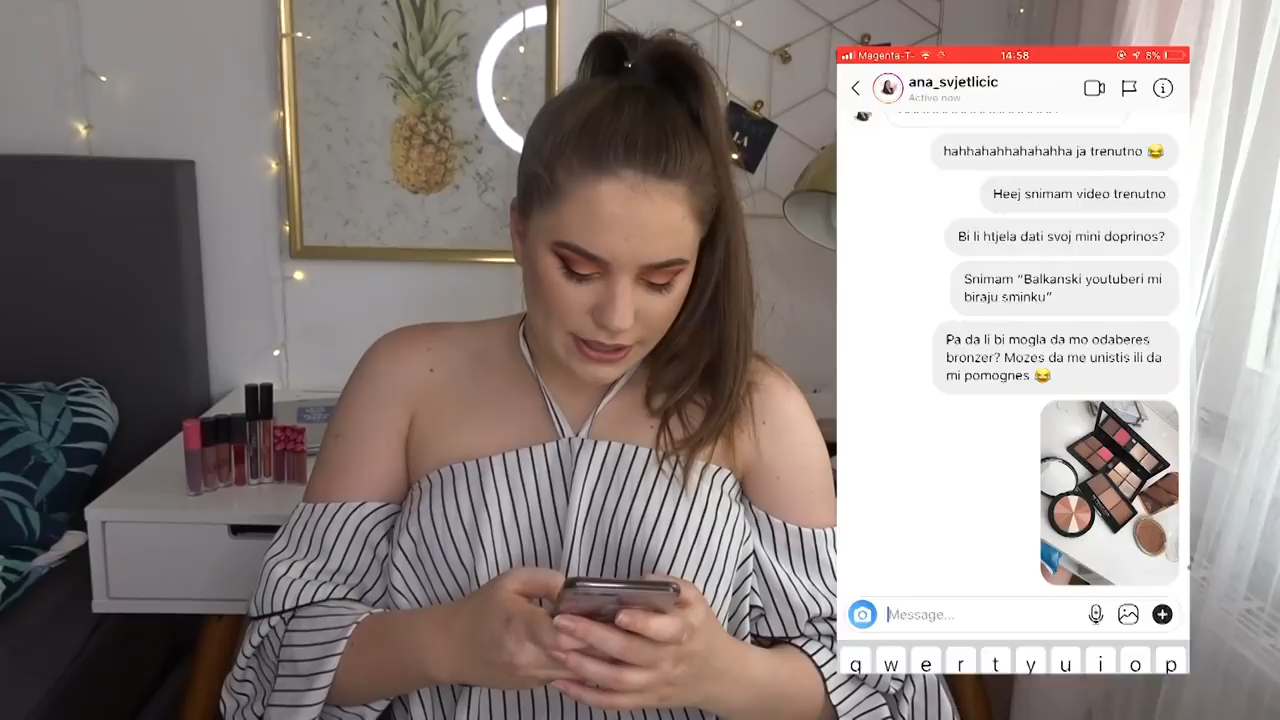 LA
Magenta-T-
14:58
8%
ana_svjetlicic
Active now
hahhahahhahahahha ja trenutno 😂
Heej snimam video trenutno
Bi li htjela dati svoj mini doprinos?
Snimam “Balkanski youtuberi mi
biraju sminku”
Pa da li bi mogla da mo odaberes
bronzer? Mozes da me unistis ili da
mi pomognes 😂
Message...
q w e r t y u i o p